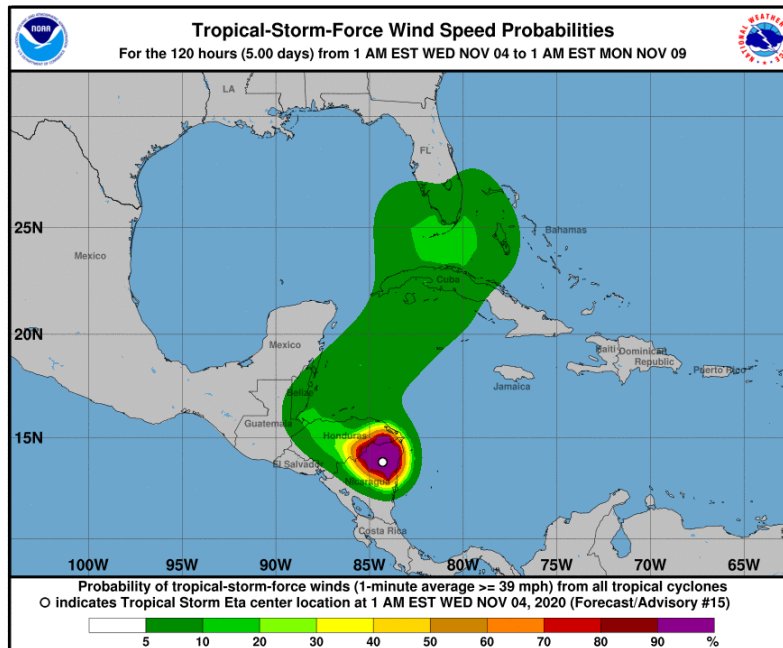 NOAA
Tropical-Storm-Force Wind Speed Probabilities
For the 120 hours (5.00 days) from 1 AM EST WED NOV 04 to 1 AM EST MON NOV 09
NATIONAL WEATHER SERVICE
LA
FL
25N
Mexico
Bahamas
Cuba
20N
Mexico
Haiti
Dominican
Republic
Puerto Rico
Jamaica
Belize
Guatemala
Honduras
15N
El Salvador
Nicaragua
Costa Rica
100W 95W 90W 85W 80W 75W 70W 65W
Probability of tropical-storm-force winds (1-minute average >= 39 mph) from all tropical cyclones
indicates Tropical Storm Eta center location at 1 AM EST WED NOV 04, 2020 (Forecast/Advisory #15)
5 10 20 30 40 50 60 70 80 90 %